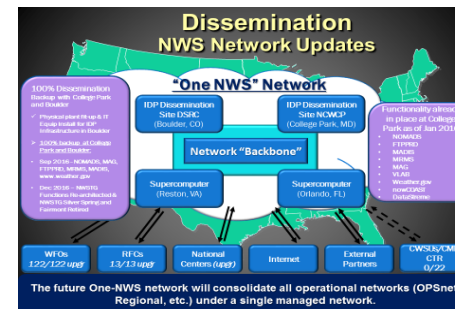 Dissemination
NWS Network Updates
"One NWS" Network
100% Dissemination
Backup with College Park
and Boulder
Physical plant fit up & IT
Equip Install for IDP
Infrastructure in Boulder
100% backup at College
Park and Boulder:
Sep 2016 - NOMADS, MAG,
FTPPRD, MRMS, MADIS,
www.weather.gov
Dec 2016 - NWSTG
Functions Re-architected &
NWSTG Silver Spring and
Fairmont Retired
IDP Dissemination
Site DSRC
(Boulder, CO)
IDP Dissemination
Site NCWCP
(College Park, MD)
Network "Backbone"
Supercomputer
(Reston, VA)
Supercomputer
(Orlando, FL)
Functionality alread
in place at College
Park as of Jan 2016
NOMADS
FTPPRD
MADIS
MRMS
MAG
VLAB
Weather.gov
nowCOAST
DataStreme
WFOs
122/122 upgr
RFCs
13/13 upgr
National
Centers (upgr)
Internet
External
Partners
CWSUs/CMI
CTR
0/22
The future One-NWS network will consolidate all operational networks (OPSnet
Regional, etc.) under a single managed network.